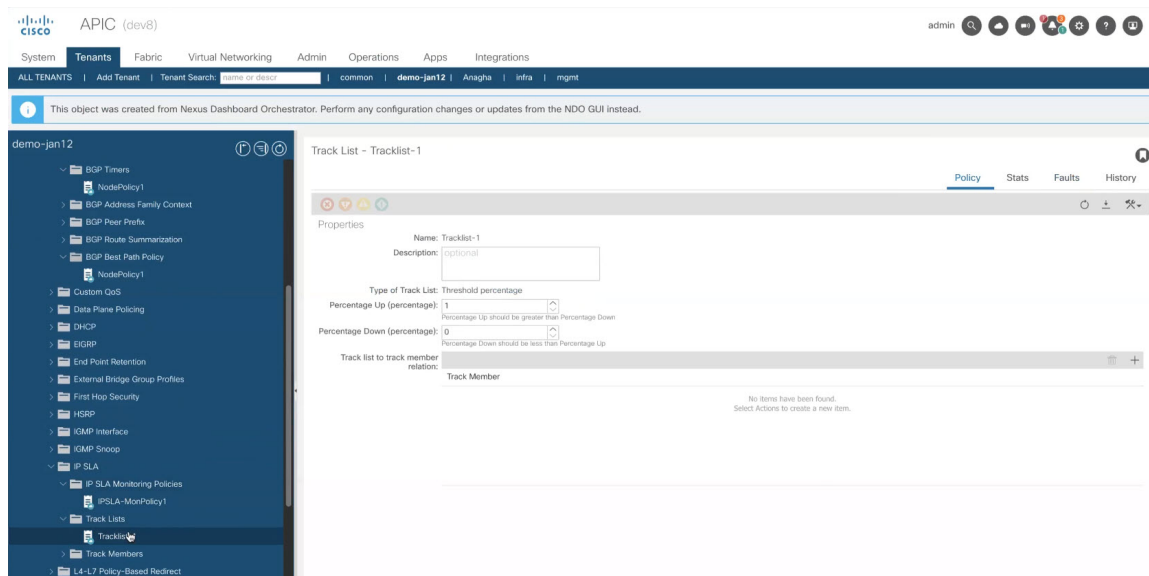 CISCO APIC (dev8) admin
System Tenants Fabric Virtual Networking Admin Operations Apps Integrations
ALL TENANTS | Add Tenant | Tenant Search: name or descr | common | demo-jan12 | Anagha | infra | mgmt
This object was created from Nexus Dashboard Orchestrator. Perform any configuration changes or updates from the NDO GUI instead.
demo-jan12
BGP Timers
NodePolicy1
BGP Address Family Context
BGP Peer Prefix
BGP Route Summarization
BGP Best Path Policy
NodePolicy1
Custom QoS
Data Plane Policing
DHCP
EIGRP
End Point Retention
External Bridge Group Profiles
First Hop Security
HSRP
IGMP Interface
IGMP Snoop
IP SLA
IP SLA Monitoring Policies
IPSLA-MonPolicy1
Track Lists
Track Members
L4-L7 Policy-Based Redirect
Track List - Tracklist-1
Policy Stats Faults History
Properties
Name: Tracklist-1
Description: optional
Type of Track List: Threshold percentage
Percentage Up (percentage): 1
Percentage Up should be greater than Percentage Down
Percentage Down (percentage): 0
Percentage Down should be less than Percentage Up
Track list to track member
relation:
Track Member
No items have been found.
Select Actions to create a new item.